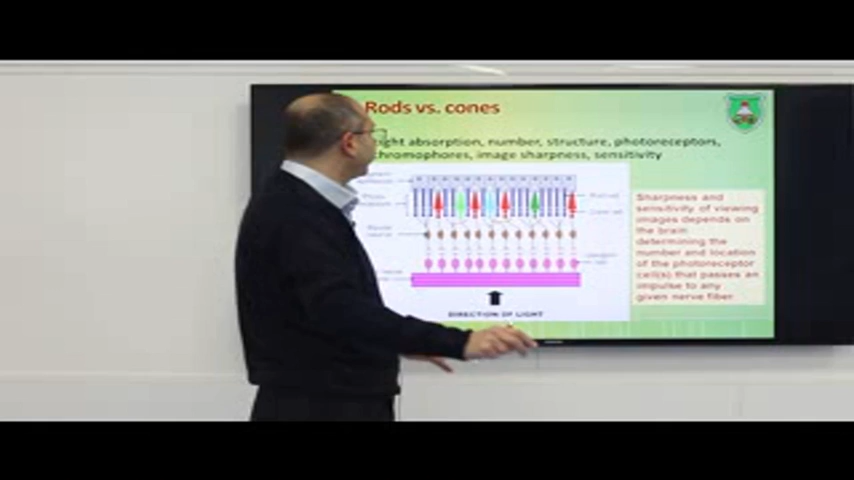 Rods vs. cones
ight absorption, number, structure, photoreceptors,
chromophores, image sharpness, sensitivity
Sharpness and
sensitivity of viewing
images depends on
the brain
determining the
number and location
of the photoreceptor
cell(s) that passes an
impulse to any
given nerve fiber
DIRECTION OF LIGHT